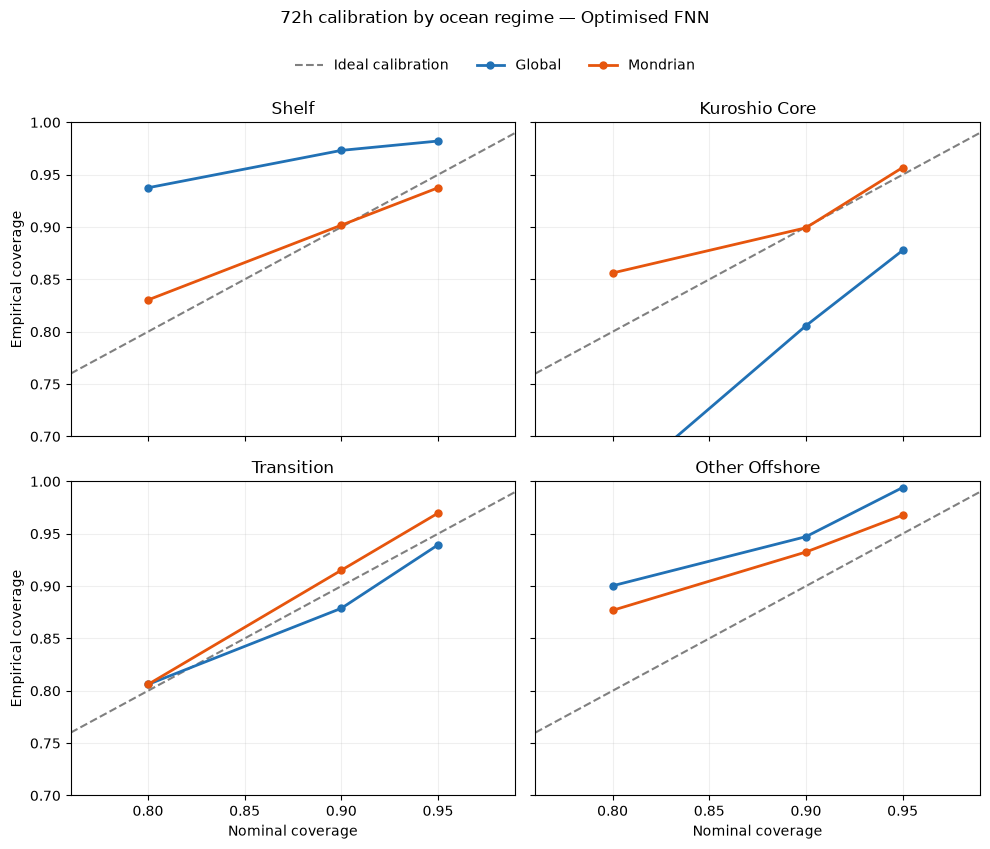 72h calibration by ocean regime — Optimised FNN
Ideal calibration Global Mondrian
Shelf Kuroshio Core
1.00
0.95
0.90
0.85
0.80
0.75
0.70
Empirical coverage
Transition Other Offshore
1.00
0.95
0.90
0.85
0.80
0.75
0.70
Empirical coverage
0.80 0.85 0.90 0.95 0.80 0.85 0.90 0.95
Nominal coverage Nominal coverage